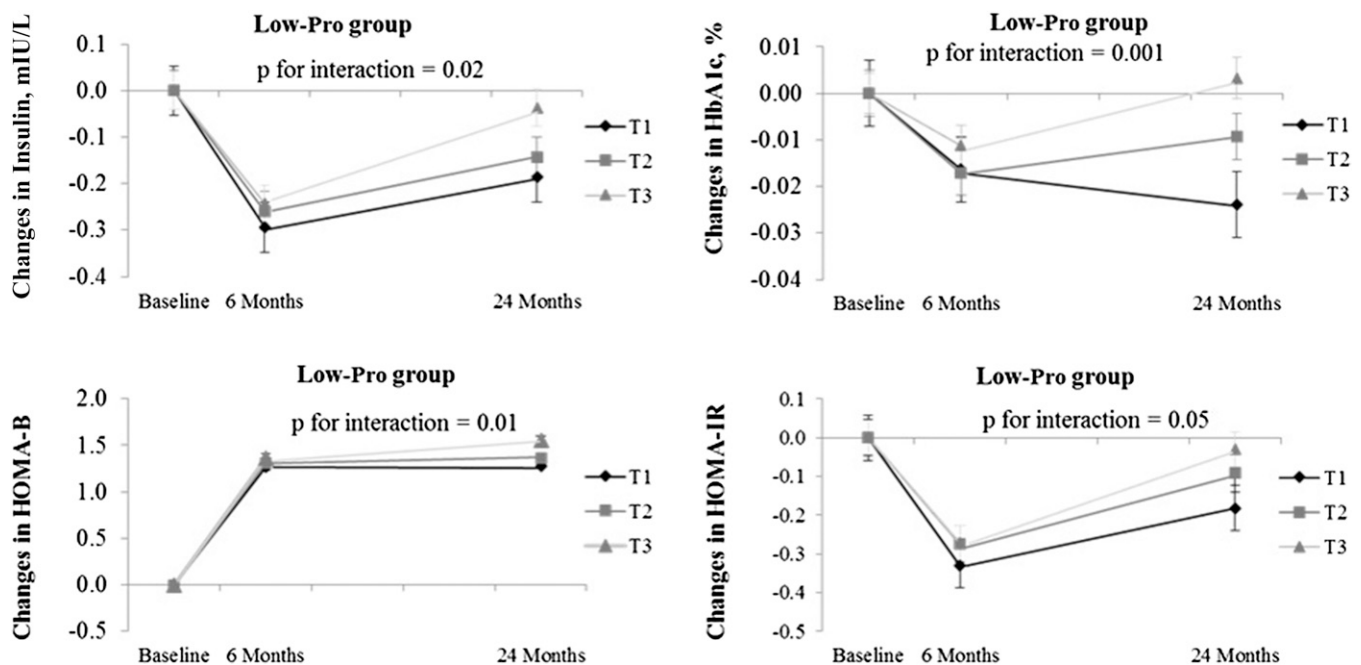 Low-Pro group
p for interaction = 0.02
Changes in Insulin, mIU/L
0.1
0.0
-0.1
-0.2
-0.3
-0.4
Baseline 6 Months 24 Months
T1
T2
T3
Low-Pro group
p for interaction = 0.001
Changes in HbA1c, %
0.01
0.00
-0.01
-0.02
-0.03
-0.04
Baseline 6 Months 24 Months
T1
T2
T3
Low-Pro group
p for interaction = 0.01
Changes in HOMA-B
2.0
1.5
1.0
0.5
0.0
-0.5
Baseline 6 Months 24 Months
T1
T2
T3
Low-Pro group
p for interaction = 0.05
Changes in HOMA-IR
0.1
0.0
-0.1
-0.2
-0.3
-0.4
-0.5
Baseline 6 Months 24 Months
T1
T2
T3